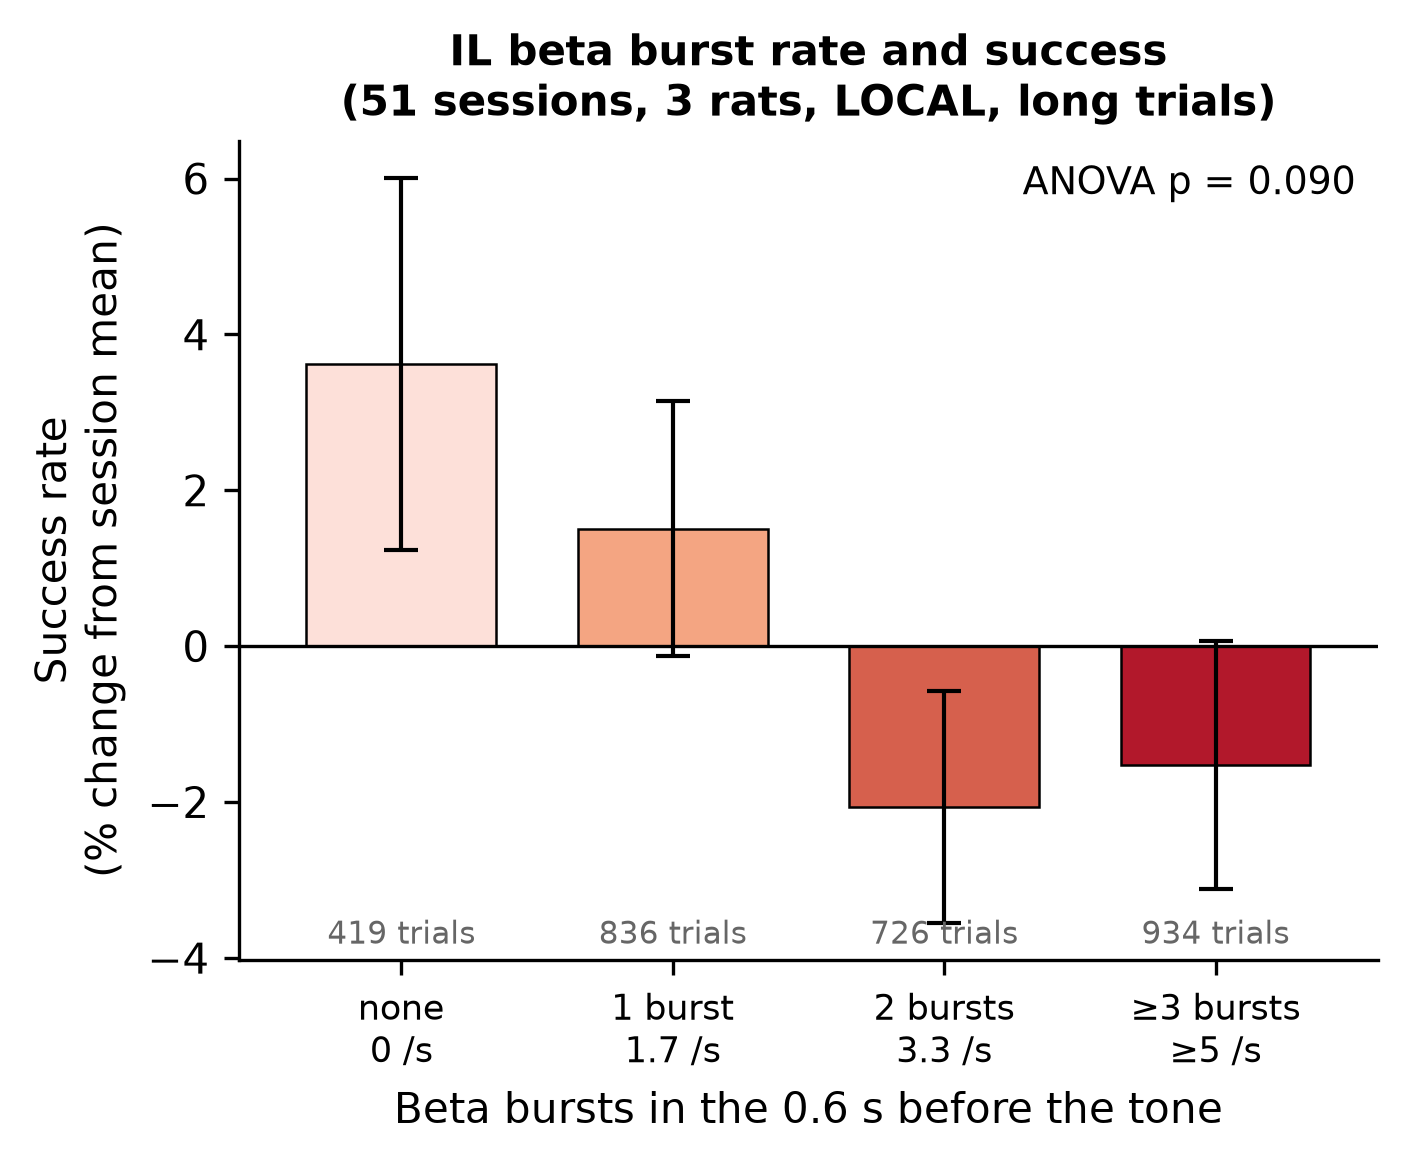 IL beta burst rate and success
(51 sessions, 3 rats, LOCAL, long trials)
ANOVA p = 0.090
Success rate
(% change from session mean)
6
4
2
0
−2
−4
419 trials
836 trials
726 trials
934 trials
none
0 /s
1 burst
1.7 /s
2 bursts
3.3 /s
≥3 bursts
≥5 /s
Beta bursts in the 0.6 s before the tone